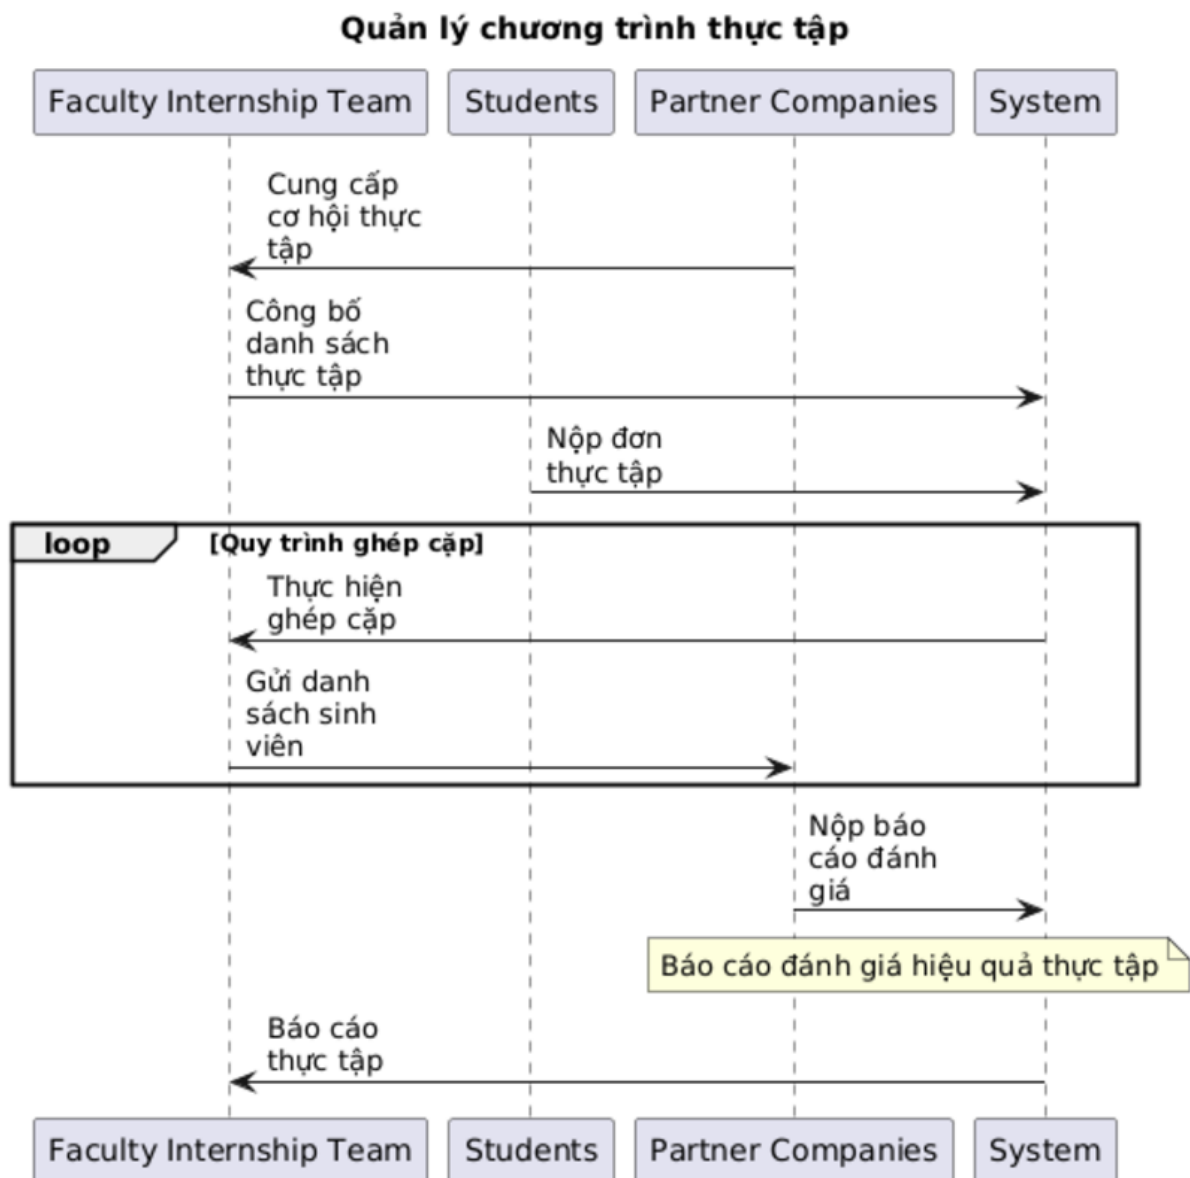 Quản lý chương trình thực tập
Faculty Internship Team
Students
Partner Companies
System
Cung cấp
cơ hội thực
tập
Công bố
danh sách
thực tập
Nộp đơn
thực tập
loop
[Quy trình ghép cặp]
Thực hiện
ghép cặp
Gửi danh
sách sinh
viên
Nộp báo
cáo đánh
giá
Báo cáo đánh giá hiệu quả thực tập
Báo cáo
thực tập
Faculty Internship Team
Students
Partner Companies
System